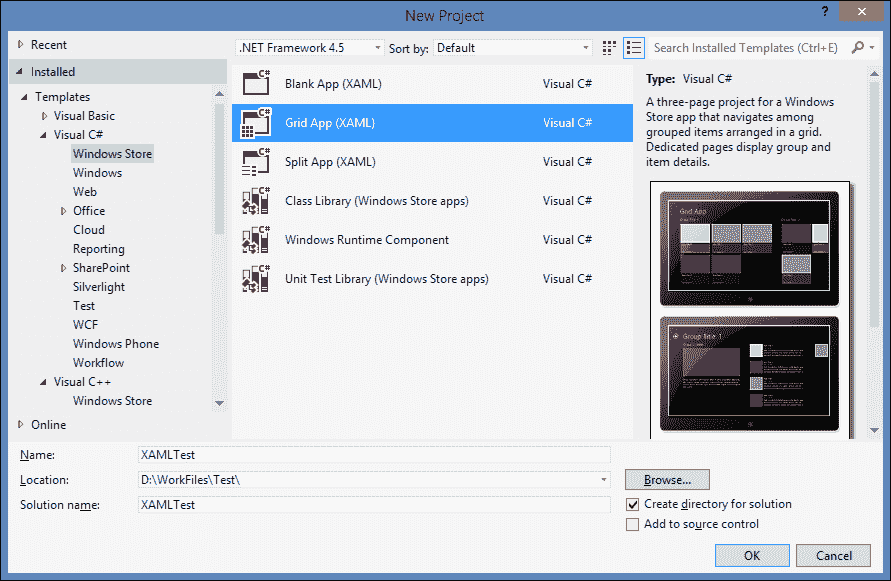 New Project
? ×
Recent
.NET Framework 4.5 Sort by: Default Search Installed Templates (Ctrl+E)
Installed
Templates
Visual Basic
Visual C#
Windows Store
Windows
Web
Office
Cloud
Reporting
SharePoint
Silverlight
Test
WCF
Windows Phone
Workflow
Visual C++
Windows Store
Online
C# Blank App (XAML) Visual C#
C# Grid App (XAML) Visual C#
C# Split App (XAML) Visual C#
C# Class Library (Windows Store apps) Visual C#
C# Windows Runtime Component Visual C#
C# Unit Test Library (Windows Store apps) Visual C#
Type: Visual C#
A three-page project for a Windows
Store app that navigates among
grouped items arranged in a grid.
Dedicated pages display group and
item details.
Grid App
Group Title: 1
Name: XAMLTest
Location: D:\WorkFiles\Test\
Browse...
Solution name: XAMLTest
Create directory for solution
Add to source control
OK Cancel